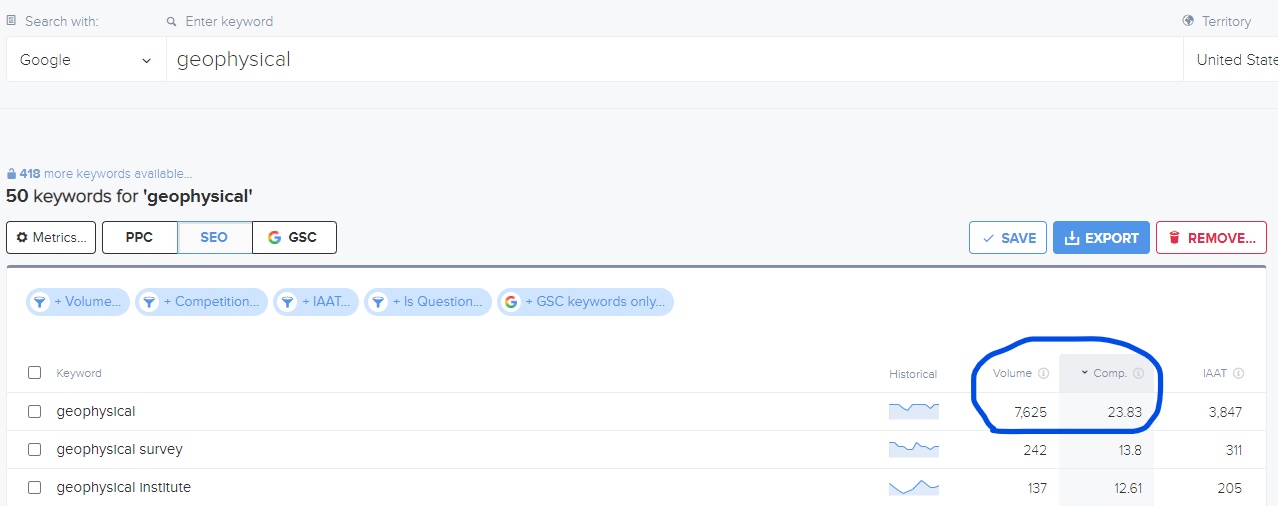 Search with: Enter keyword Territory
Google geophysical United State
418 more keywords available...
50 keywords for 'geophysical'
Metrics... PPC SEO GSC SAVE EXPORT REMOVE...
+ Volume... + Competition... + IAAT... + Is Question... + GSC keywords only...
Keyword Historical Volume Comp. IAAT
geophysical 7,625 23.83 3,847
geophysical survey 242 13.8 311
geophysical institute 137 12.61 205